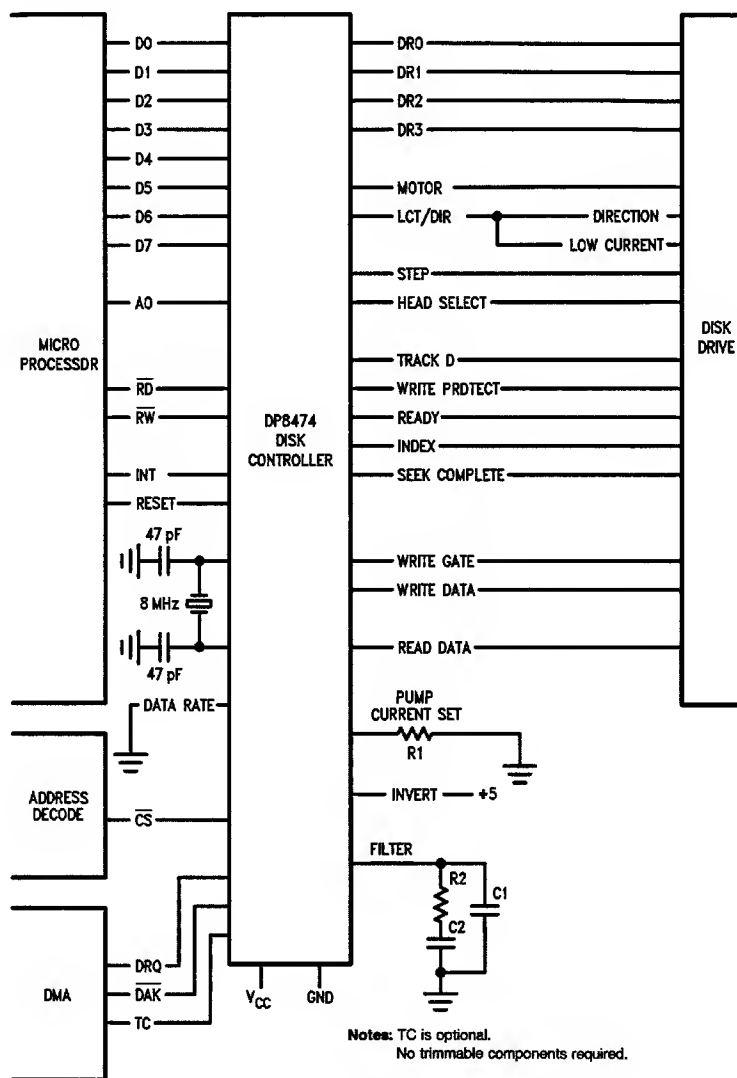 D0
D1
D2
D3
D4
D5
D6
D7
A0
MICRO
PROCESSDR
RD
RW
INT
RESET
47 pF
8 MHz
47 pF
DATA RATE
ADDRESS
DECODE
CS
DMA
DRQ
DAK
TC
DP8474
DISK
CONTROLLER
VCC
GND
DR0
DR1
DR2
DR3
MOTOR
LCT/DIR
DIRECTION
LOW CURRENT
STEP
HEAD SELECT
TRACK D
WRITE PRDTECT
READY
INDEX
SEEK COMPLETE
WRITE GATE
WRITE DATA
READ DATA
DISK
DRIVE
PUMP
CURRENT SET
R1
INVERT
+5
FILTER
R2
C1
C2
Notes: TC is optional.
No trimmable components required.